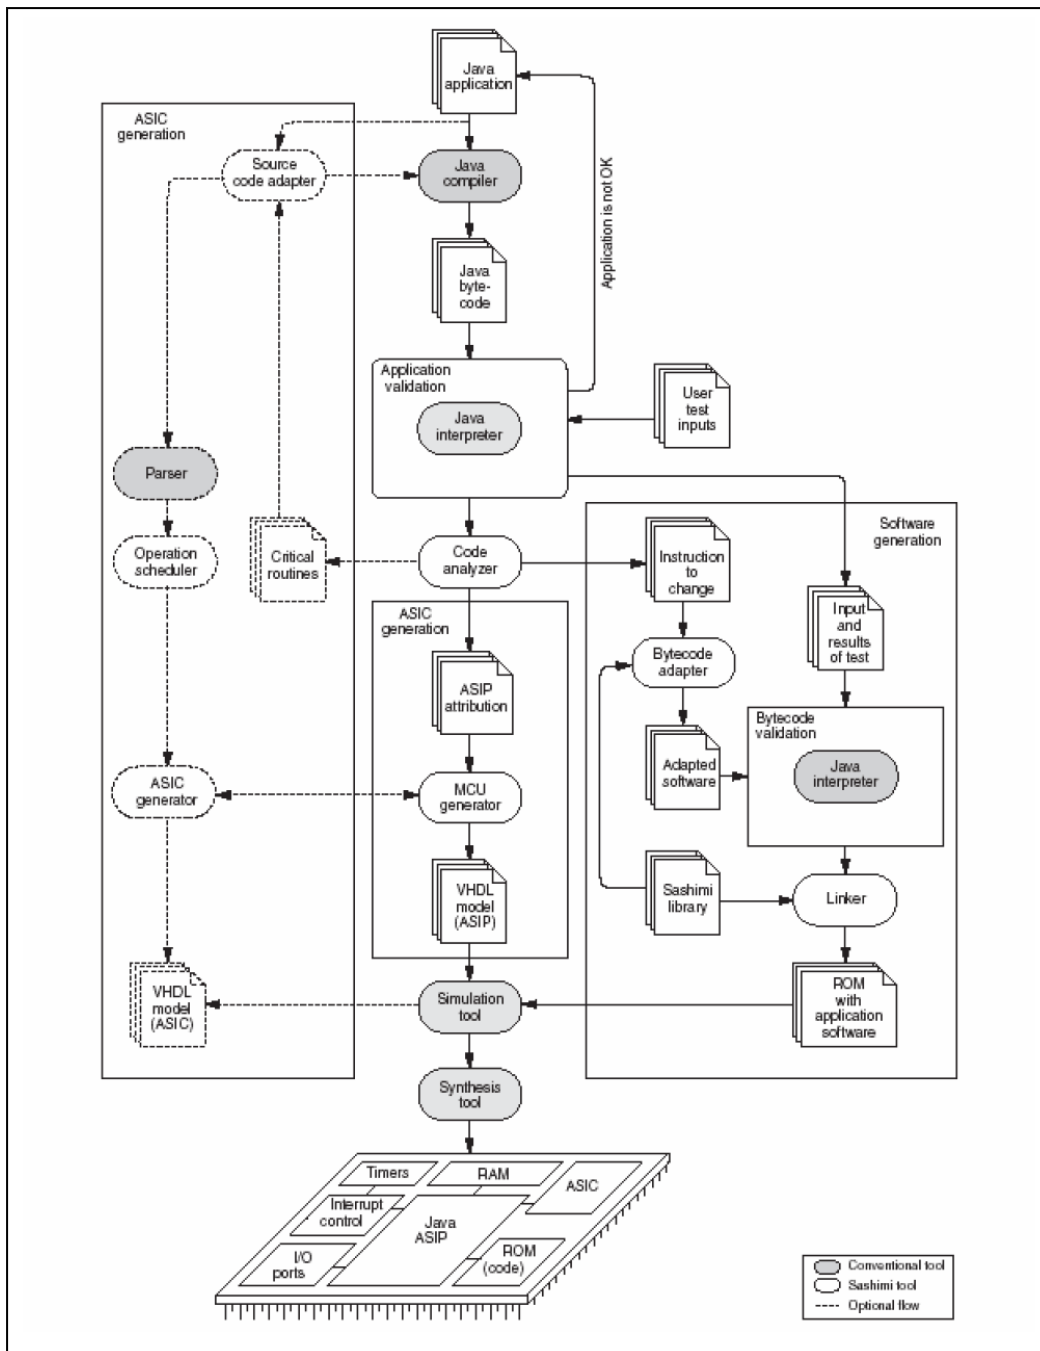 Java
application
ASIC
generation
Source
code adapter
Java
compiler
Application is not OK
Java
byte-
code
Application
validation
Java
interpreter
User
test
inputs
Parser
Operation
scheduler
Critical
routines
Code
analyzer
Instruction
to
change
Software
generation
Input
and
results
of test
ASIC
generation
Bytecode
adapter
ASIP
attribution
Bytecode
validation
Java
interpreter
Adapted
software
ASIC
generator
MCU
generator
VHDL
model
(ASIP)
Sashimi
library
Linker
VHDL
model
(ASIC)
Simulation
tool
ROM
with
application
software
Synthesis
tool
Timers
RAM
ASIC
Interrupt
control
Java
ASIP
I/O
ports
ROM
(code)
Conventional tool
Sashimi tool
Optional flow